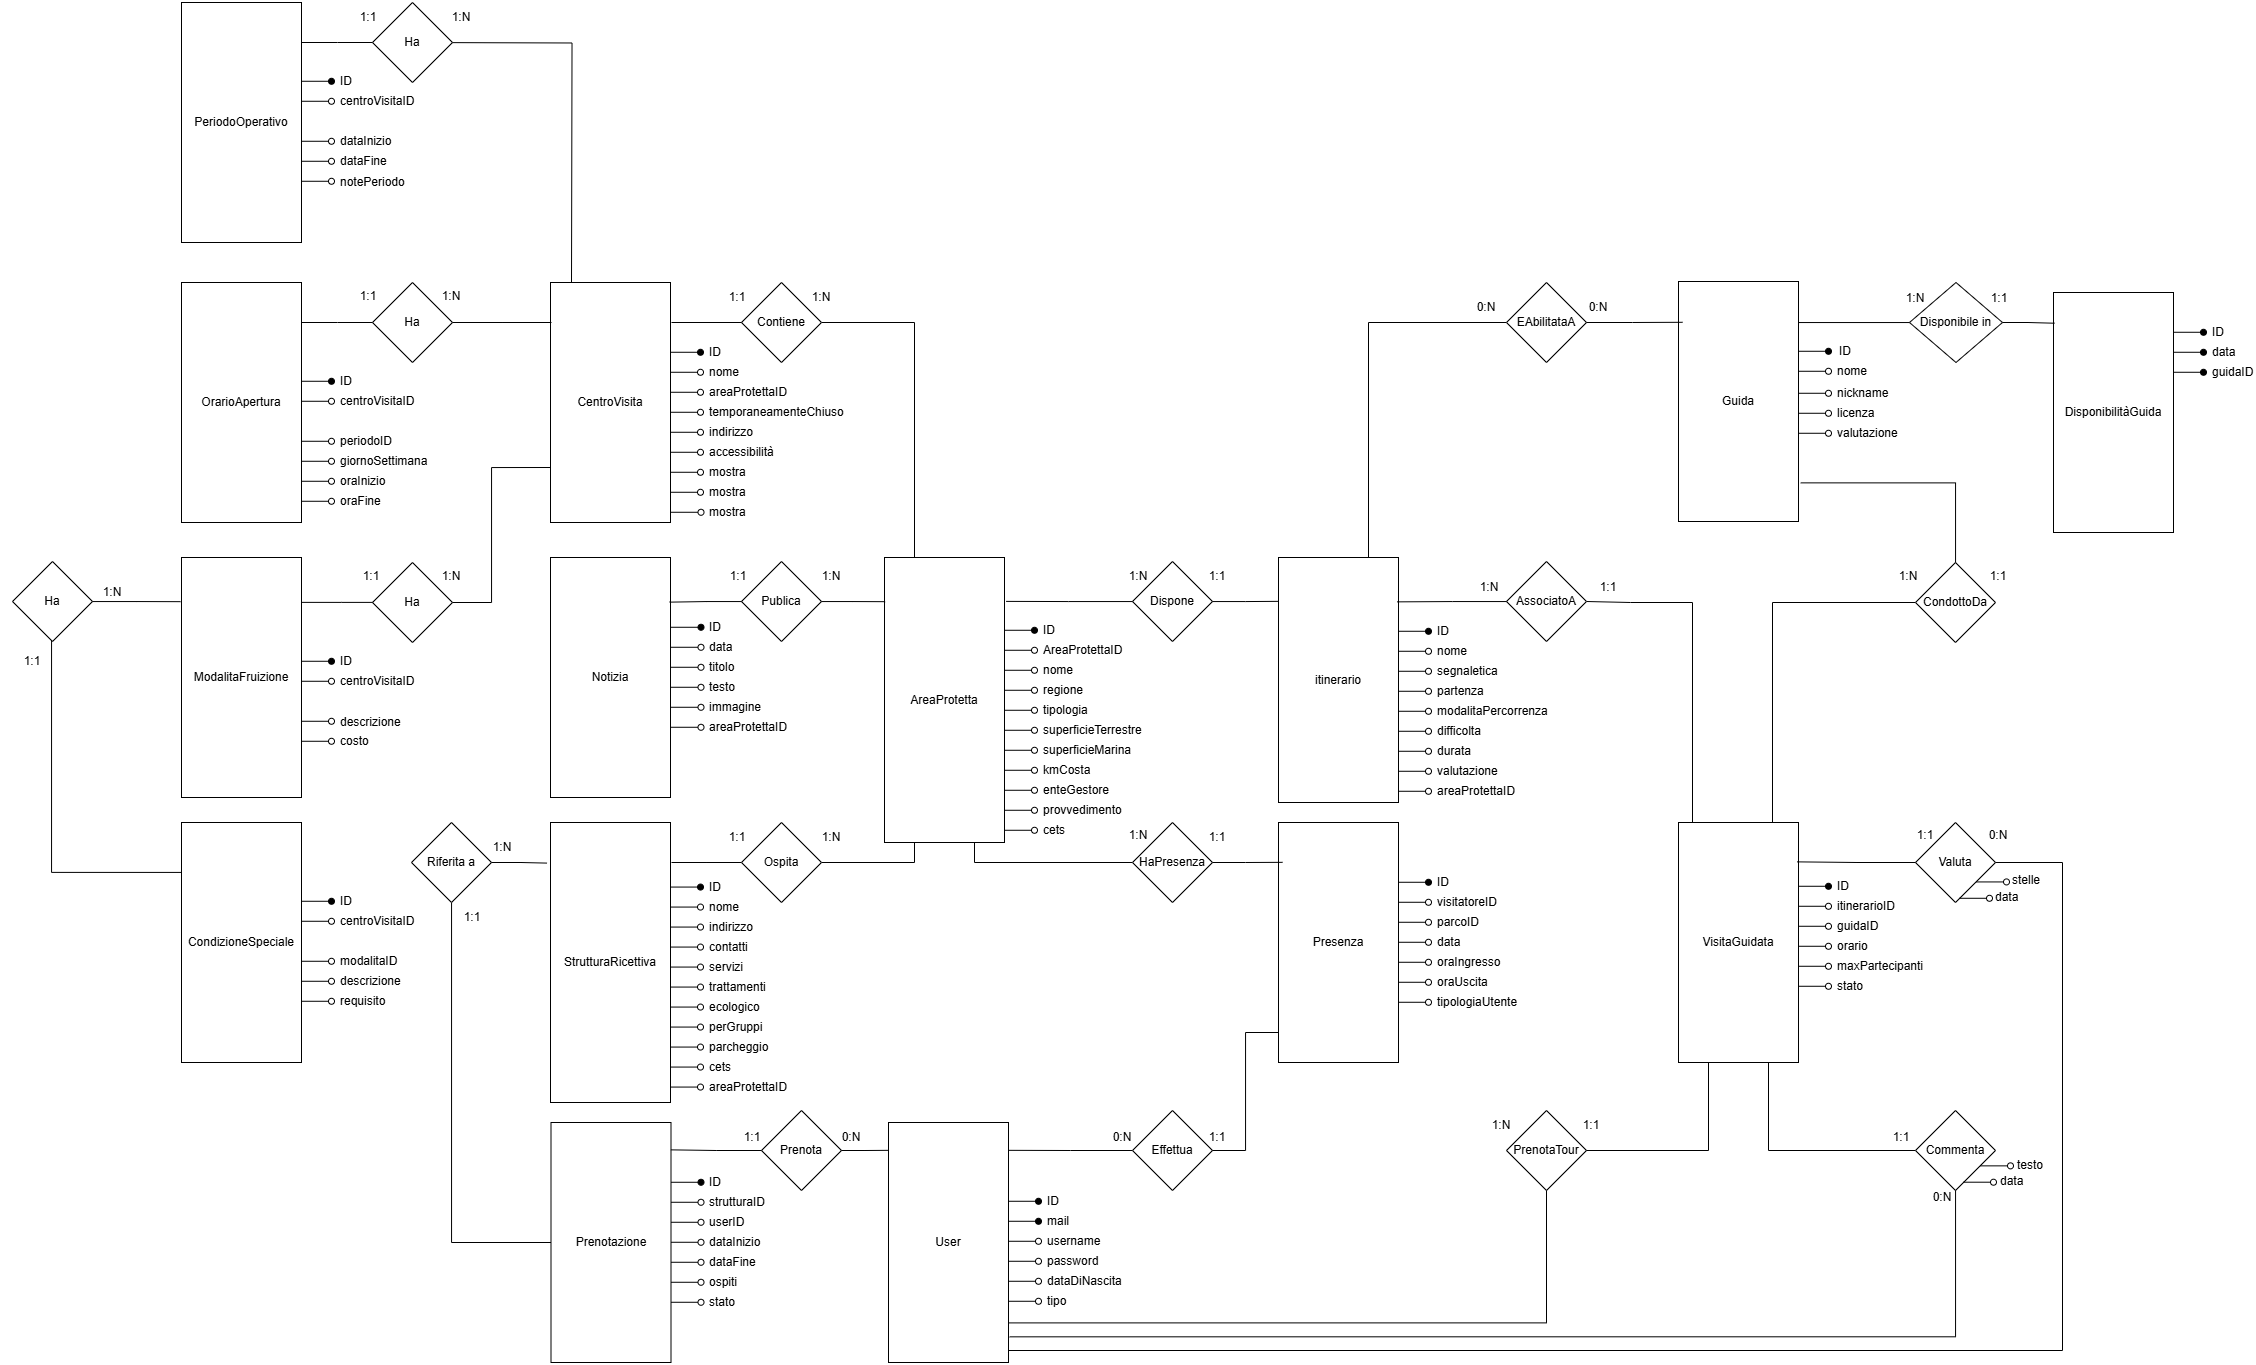 1:1
Ha
1:N
PeriodoOperativo
ID
centroVisitaID
dataInizio
dataFine
notePeriodo
1:1
Ha
1:N
OrarioApertura
ID
centroVisitaID
periodoID
giornoSettimana
oraInizio
oraFine
CentroVisita
ID
nome
areaProtettaID
temporaneamenteChiuso
indirizzo
accessibilità
mostra
mostra
mostra
1:1
Contiene
1:N
0:N
EAbilitataA
0:N
Guida
ID
nome
nickname
licenza
valutazione
1:N
Disponibile in
1:1
DisponibilitàGuida
ID
data
guidaID
Ha
1:N
1:1
ModalitaFruizione
ID
centroVisitaID
descrizione
costo
1:1
Ha
1:N
Notizia
ID
data
titolo
testo
immagine
areaProtettaID
1:1
Publica
1:N
AreaProtetta
ID
AreaProtettaID
nome
regione
tipologia
superficieTerrestre
superficieMarina
kmCosta
enteGestore
provvedimento
cets
1:N
Dispone
1:1
itinerario
ID
nome
segnaletica
partenza
modalitaPercorrenza
difficolta
durata
valutazione
areaProtettaID
1:N
AssociatoA
1:1
1:N
CondottoDa
1:1
CondizioneSpeciale
ID
centroVisitaID
modalitaID
descrizione
requisito
Riferita a
1:N
1:1
StrutturaRicettiva
ID
nome
indirizzo
contatti
servizi
trattamenti
ecologico
perGruppi
parcheggio
cets
areaProtettaID
1:1
Ospita
1:N
1:N
HaPresenza
1:1
Presenza
ID
visitatoreID
parcoID
data
oraIngresso
oraUscita
tipologiaUtente
VisitaGuidata
ID
itinerarioID
guidaID
orario
maxPartecipanti
stato
1:1
Valuta
0:N
stelle
data
Prenotazione
ID
strutturaID
userID
dataInizio
dataFine
ospiti
stato
1:1
Prenota
0:N
User
ID
mail
username
password
dataDiNascita
tipo
0:N
Effettua
1:1
1:N
PrenotaTour
1:1
1:1
Commenta
testo
data
0:N